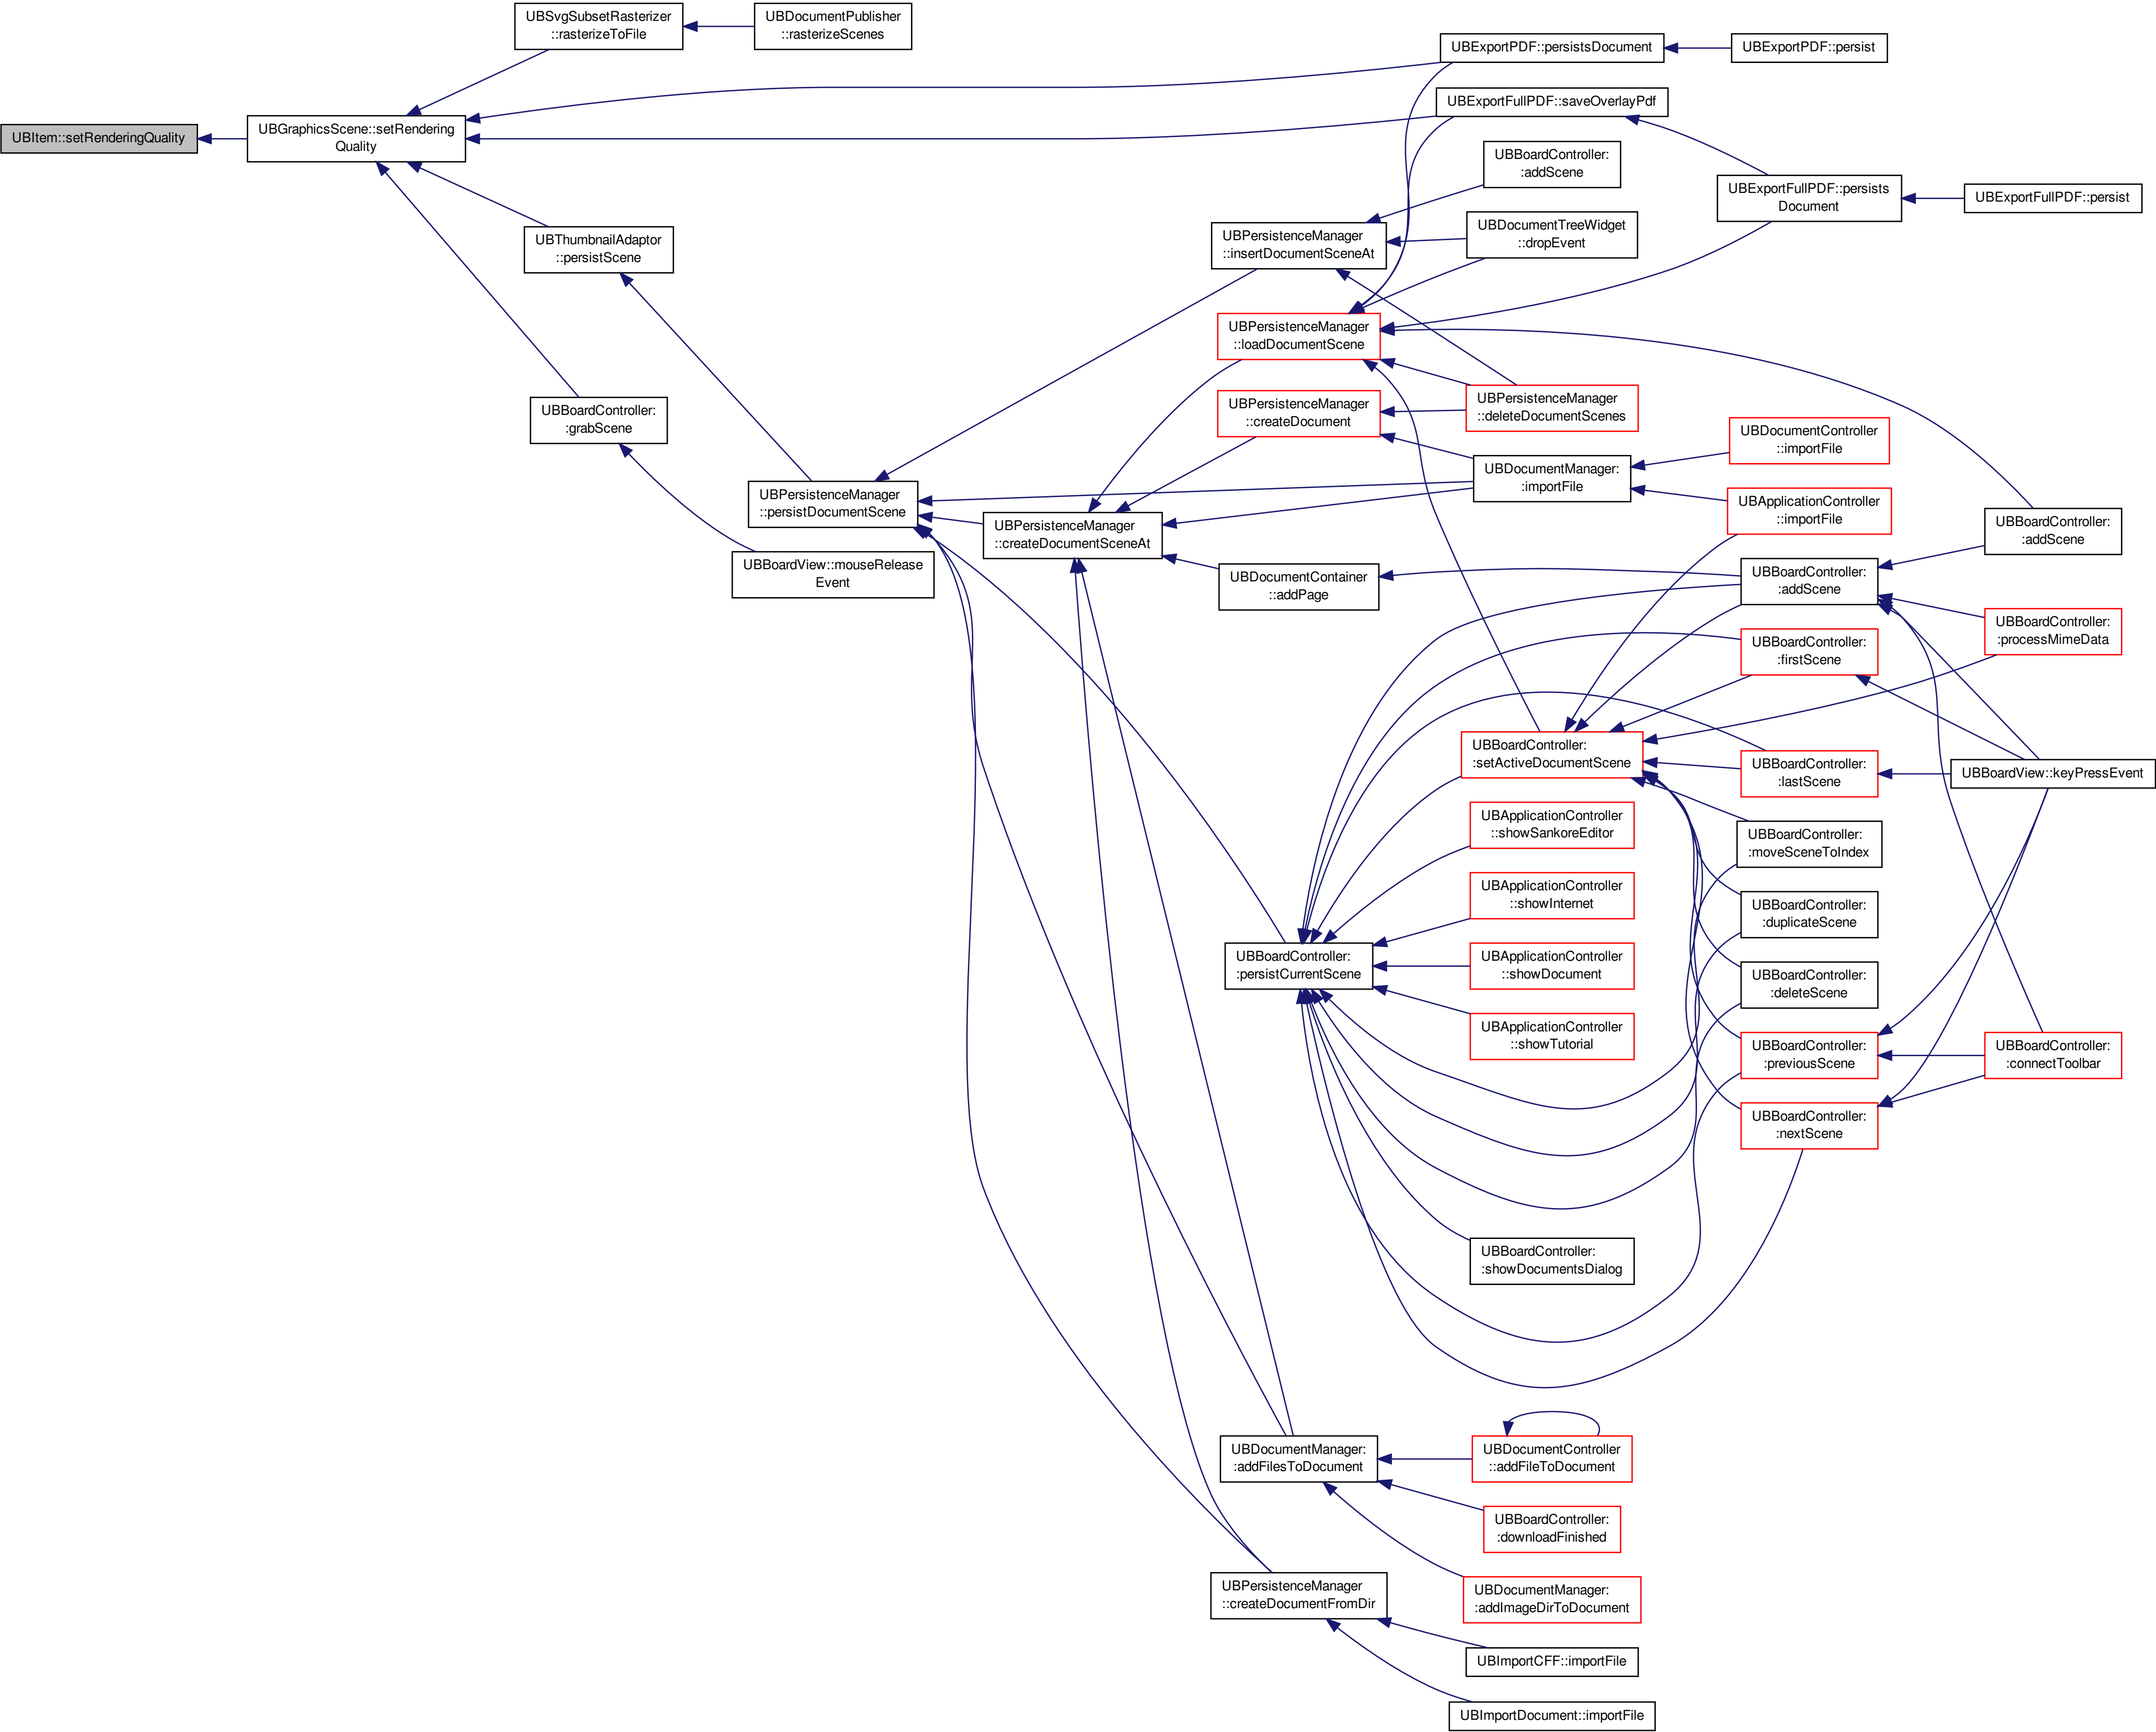 UBSvgSubsetRasterizer
::rasterizeToFile
UBDocumentPublisher
::rasterizeScenes
UBExportPDF::persistsDocument
UBExportPDF::persist
UBItem::setRenderingQuality
UBGraphicsScene::setRendering
Quality
UBExportFullPDF::saveOverlayPdf
UBBoardController:
:addScene
UBExportFullPDF::persists
Document
UBExportFullPDF::persist
UBThumbnailAdaptor
::persistScene
UBPersistenceManager
::insertDocumentSceneAt
UBDocumentTreeWidget
::dropEvent
UBPersistenceManager
::loadDocumentScene
UBBoardController:
:grabScene
UBPersistenceManager
::createDocument
UBPersistenceManager
::deleteDocumentScenes
UBDocumentController
::importFile
UBPersistenceManager
::persistDocumentScene
UBDocumentManager:
:importFile
UBApplicationController
::importFile
UBPersistenceManager
::createDocumentSceneAt
UBBoardController:
:addScene
UBBoardView::mouseRelease
Event
UBDocumentContainer
::addPage
UBBoardController:
:addScene
UBBoardController:
:processMimeData
UBBoardController:
:firstScene
UBBoardController:
:setActiveDocumentScene
UBBoardController:
:lastScene
UBBoardView::keyPressEvent
UBApplicationController
::showSankoreEditor
UBBoardController:
:moveSceneToIndex
UBApplicationController
::showInternet
UBBoardController:
:duplicateScene
UBBoardController:
:persistCurrentScene
UBApplicationController
::showDocument
UBBoardController:
:deleteScene
UBApplicationController
::showTutorial
UBBoardController:
:previousScene
UBBoardController:
:connectToolbar
UBBoardController:
:nextScene
UBBoardController:
:showDocumentsDialog
UBDocumentManager:
:addFilesToDocument
UBDocumentController
::addFileToDocument
UBBoardController:
:downloadFinished
UBPersistenceManager
::createDocumentFromDir
UBDocumentManager:
:addImageDirToDocument
UBImportCFF::importFile
UBImportDocument::importFile